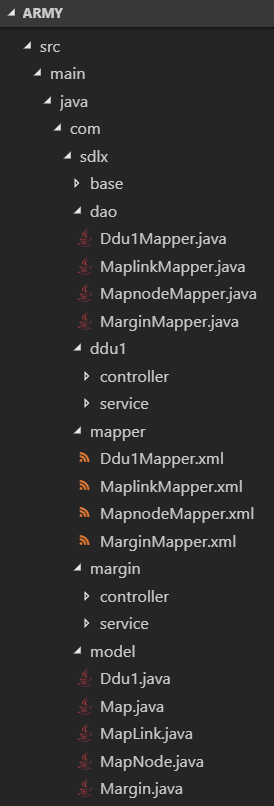 ARMY
src
main
java
com
sdlx
base
dao
Ddu1Mapper.java
MaplinkMapper.java
MapnodeMapper.java
MarginMapper.java
ddu1
controller
service
mapper
Ddu1Mapper.xml
MaplinkMapper.xml
MapnodeMapper.xml
MarginMapper.xml
margin
controller
service
model
Ddu1.java
Map.java
MapLink.java
MapNode.java
Margin.java